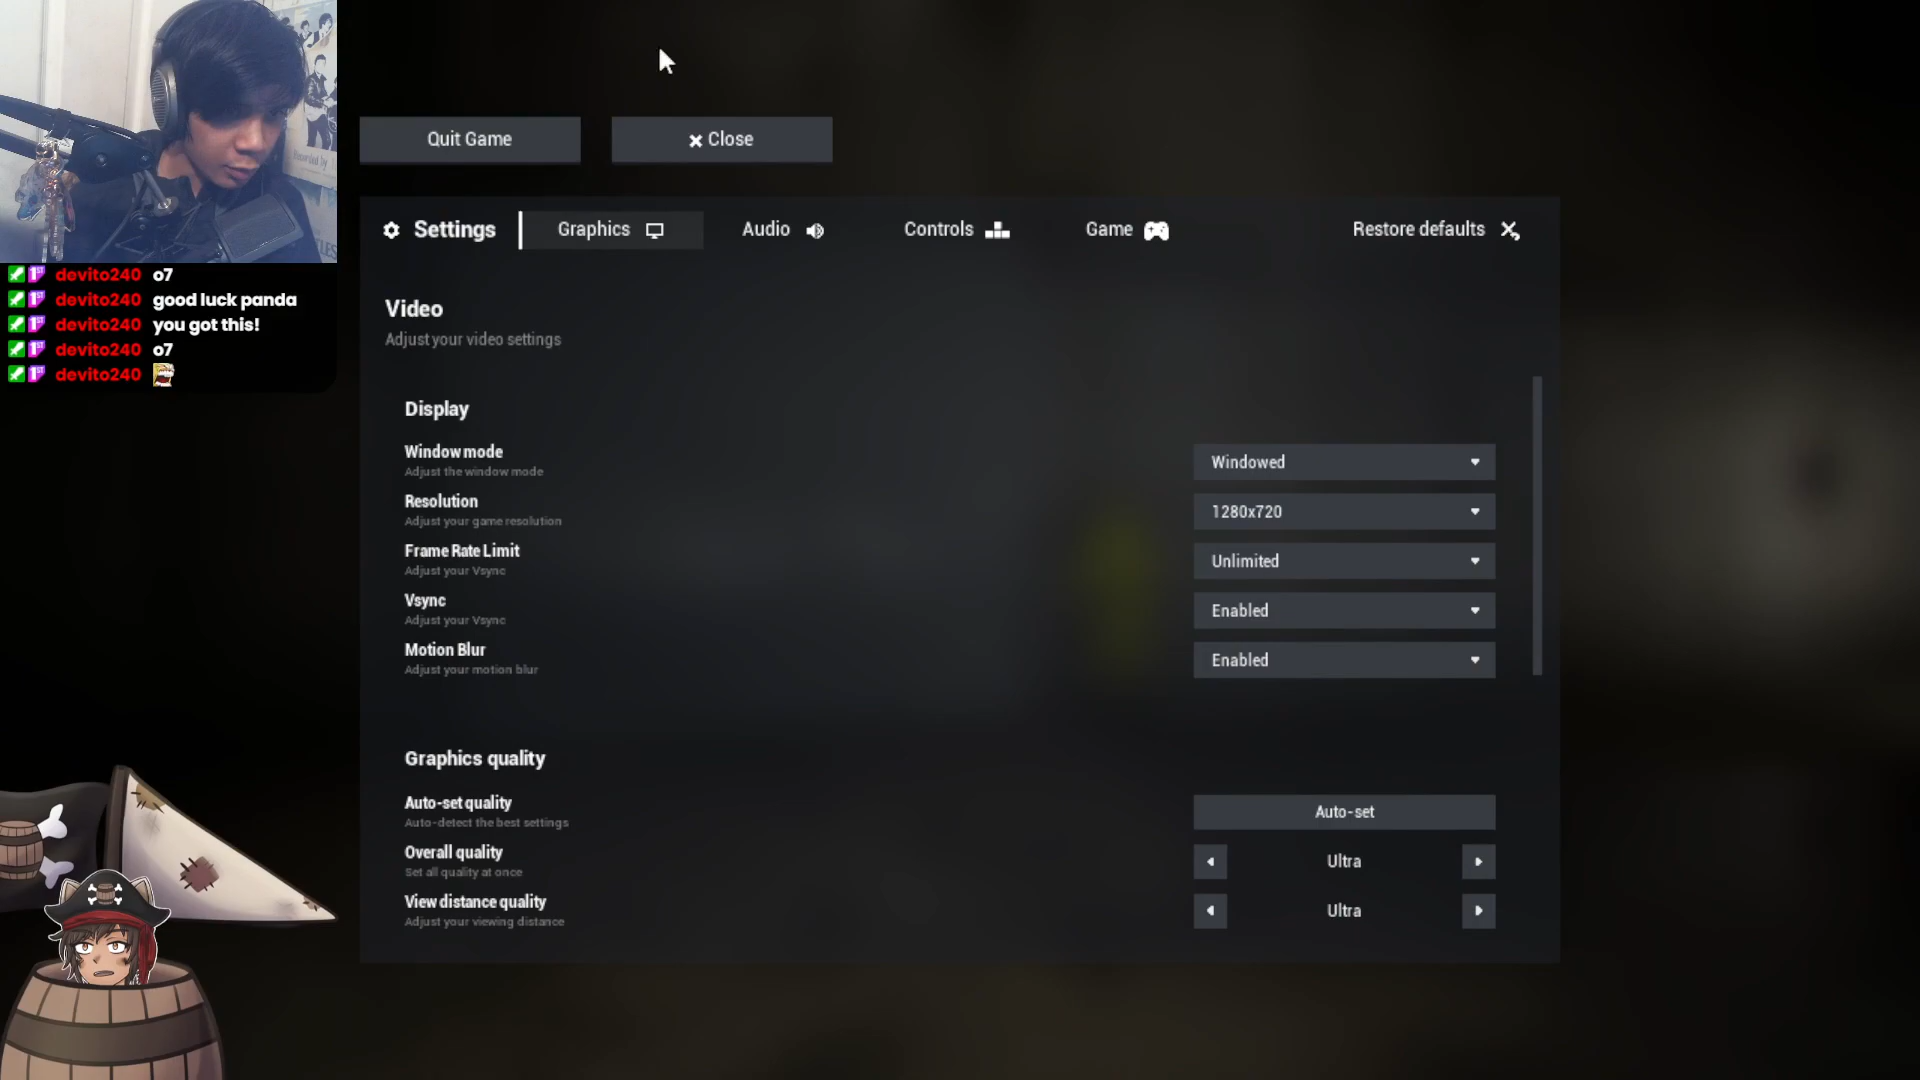 Quit Game
Close
Settings
Graphics
Audio
Controls
Game
Restore defaults
devito240 o7
devito240 good luck panda
devito240 you got this!
devito240 o7
devito240
Video
Adjust your video settings
Display
Window mode
Windowed
Adjust the window mode
Resolution
1280x720
Adjust your game resolution
Frame Rate Limit
Unlimited
Adjust your Vsync
Vsync
Enabled
Adjust your Vsync
Motion Blur
Enabled
Adjust your motion blur
Graphics quality
Auto-set quality
Auto-set
Auto-detect the best settings
Overall quality
Ultra
Set all quality at once
View distance quality
Ultra
Adjust your viewing distance